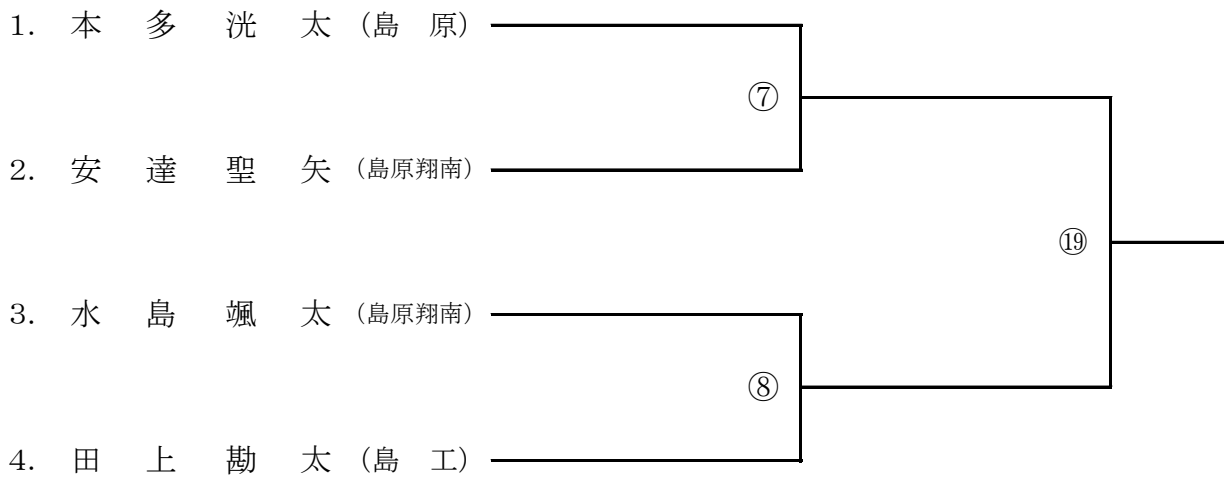 1. 本多洸太（島原）
⑦
2. 安達聖矢（島原翔南）
⑲
3. 水島颯太（島原翔南）
⑧
4. 田上勘太（島工）